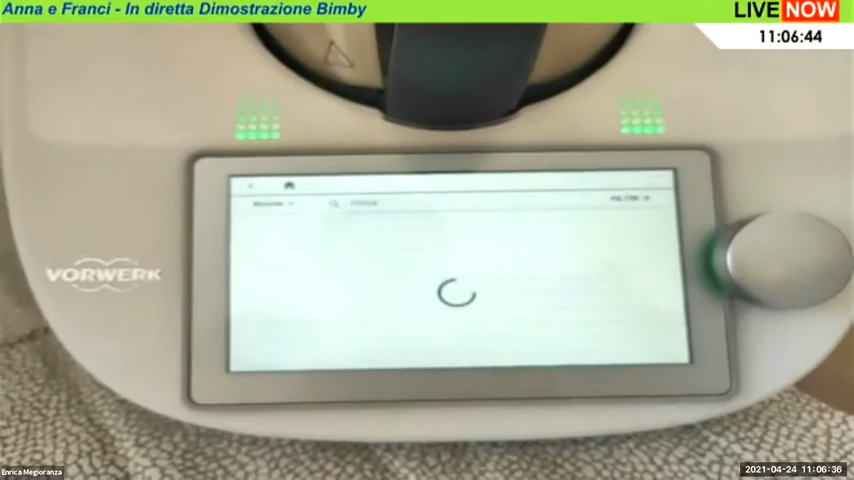 Anna e Franci - In diretta Dimostrazione Bimby
LIVE NOW
11:06:44
VORWERK
Enrica Megioranza
2021-04-24 11:06:36